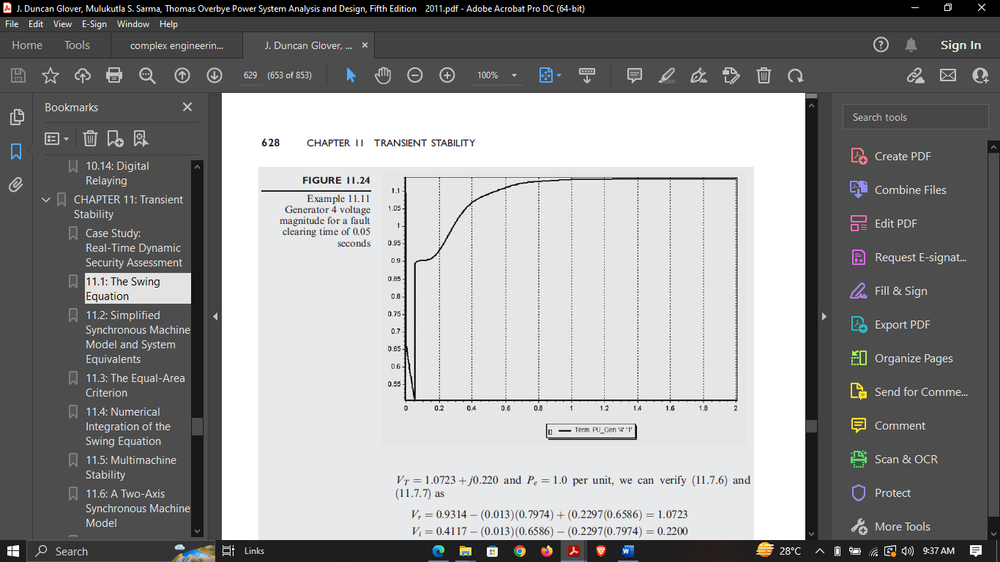 J. Duncan Glover, Mulukutla S. Sarma, Thomas Overbye Power System Analysis and Design, Fifth Edition    2011.pdf - Adobe Acrobat Pro DC (64-bit)
File Edit View E-Sign Window Help
Home Tools complex engineerin... J. Duncan Glover, ... Sign In
629 (653 of 853) 100%
Bookmarks
10.14: Digital
Relaying
CHAPTER 11: Transient
Stability
Case Study:
Real-Time Dynamic
Security Assessment
11.1: The Swing
Equation
11.2: Simplified
Synchronous Machine
Model and System
Equivalents
11.3: The Equal-Area
Criterion
11.4: Numerical
Integration of the
Swing Equation
11.5: Multimachine
Stability
11.6: A Two-Axis
Synchronous Machine
Model
628 CHAPTER 11 TRANSIENT STABILITY
FIGURE 11.24
Example 11.11
Generator 4 voltage
magnitude for a fault
clearing time of 0.05
seconds
1.1
1.05
1
0.95
0.9
0.85
0.8
0.75
0.7
0.65
0.6
0.55
0 0.2 0.4 0.6 0.8 1 1.2 1.4 1.6 1.8 2
Term. PU_Gen '4' '1'
V_T = 1.0723 + j0.220 and P_e = 1.0 per unit, we can verify (11.7.6) and
(11.7.7) as
V_r = 0.9314 − (0.013)(0.7974) + (0.2297(0.6586) = 1.0723
V_i = 0.4117 − (0.013)(0.6586) − (0.2297(0.7974) = 0.2200
Search tools
Create PDF
Combine Files
Edit PDF
Request E-signat...
Fill & Sign
Export PDF
Organize Pages
Send for Comme...
Comment
Scan & OCR
Protect
More Tools
Search
Links
28°C
9:37 AM